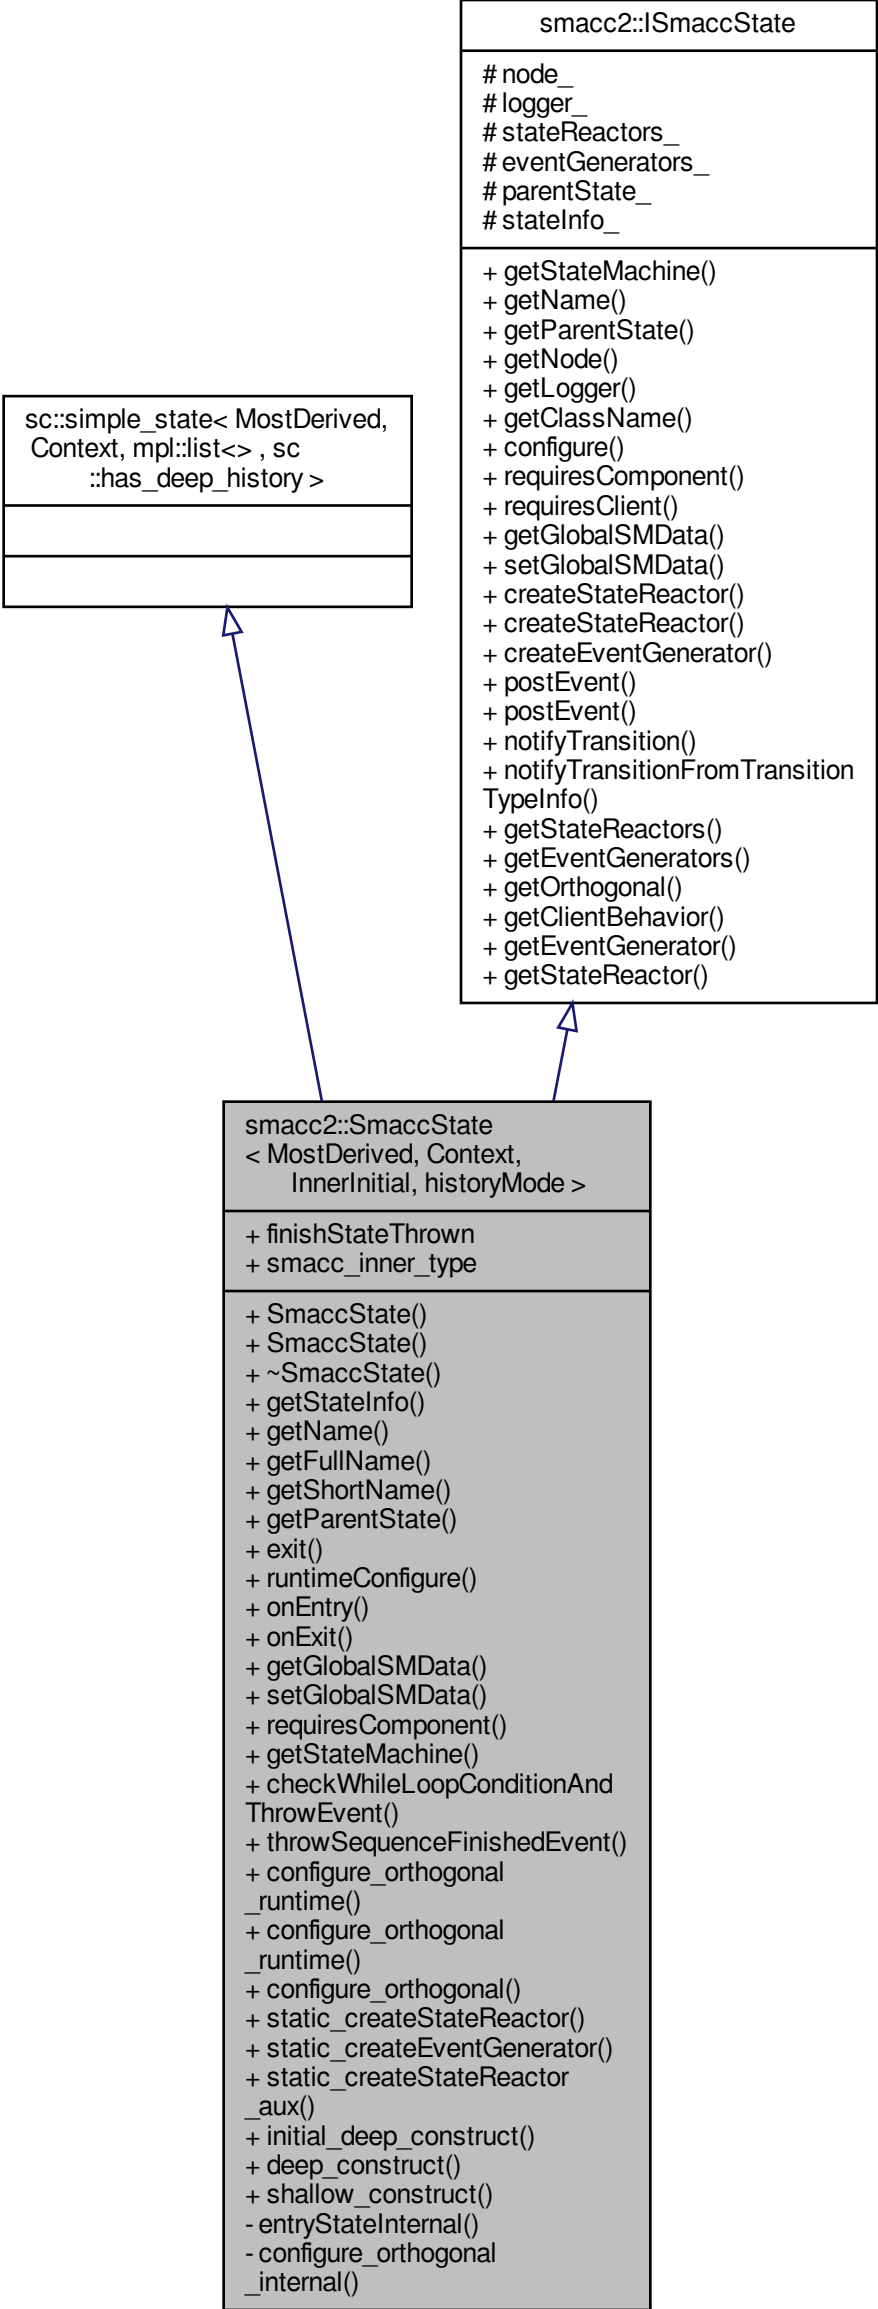 smacc2::ISmaccState
# node_
# logger_
# stateReactors_
# eventGenerators_
# parentState_
# stateInfo_
+ getStateMachine()
+ getName()
+ getParentState()
+ getNode()
+ getLogger()
+ getClassName()
+ configure()
+ requiresComponent()
+ requiresClient()
+ getGlobalSMData()
+ setGlobalSMData()
+ createStateReactor()
+ createStateReactor()
+ createEventGenerator()
+ postEvent()
+ postEvent()
+ notifyTransition()
+ notifyTransitionFromTransition
TypeInfo()
+ getStateReactors()
+ getEventGenerators()
+ getOrthogonal()
+ getClientBehavior()
+ getEventGenerator()
+ getStateReactor()
sc::simple_state< MostDerived,
Context, mpl::list<> , sc
::has_deep_history >
smacc2::SmaccState
< MostDerived, Context,
InnerInitial, historyMode >
+ finishStateThrown
+ smacc_inner_type
+ SmaccState()
+ SmaccState()
+ ~SmaccState()
+ getStateInfo()
+ getName()
+ getFullName()
+ getShortName()
+ getParentState()
+ exit()
+ runtimeConfigure()
+ onEntry()
+ onExit()
+ getGlobalSMData()
+ setGlobalSMData()
+ requiresComponent()
+ getStateMachine()
+ checkWhileLoopConditionAnd
ThrowEvent()
+ throwSequenceFinishedEvent()
+ configure_orthogonal
_runtime()
+ configure_orthogonal
_runtime()
+ configure_orthogonal()
+ static_createStateReactor()
+ static_createEventGenerator()
+ static_createStateReactor
_aux()
+ initial_deep_construct()
+ deep_construct()
+ shallow_construct()
- entryStateInternal()
- configure_orthogonal
_internal()